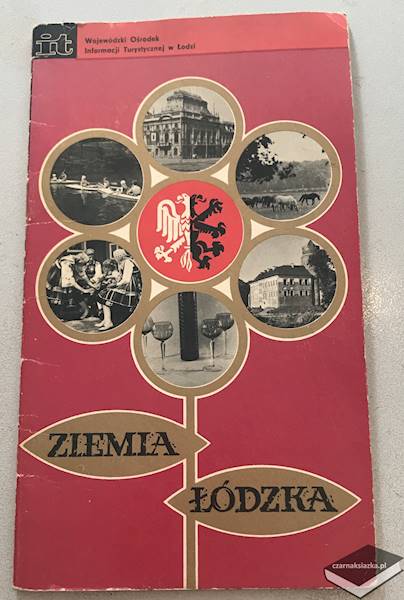 it
Wojewódzki Ośrodek
Informacji Turystycznej w Łodzi
ZIEMIA
ŁÓDZKA
czarnaksiazka.pl